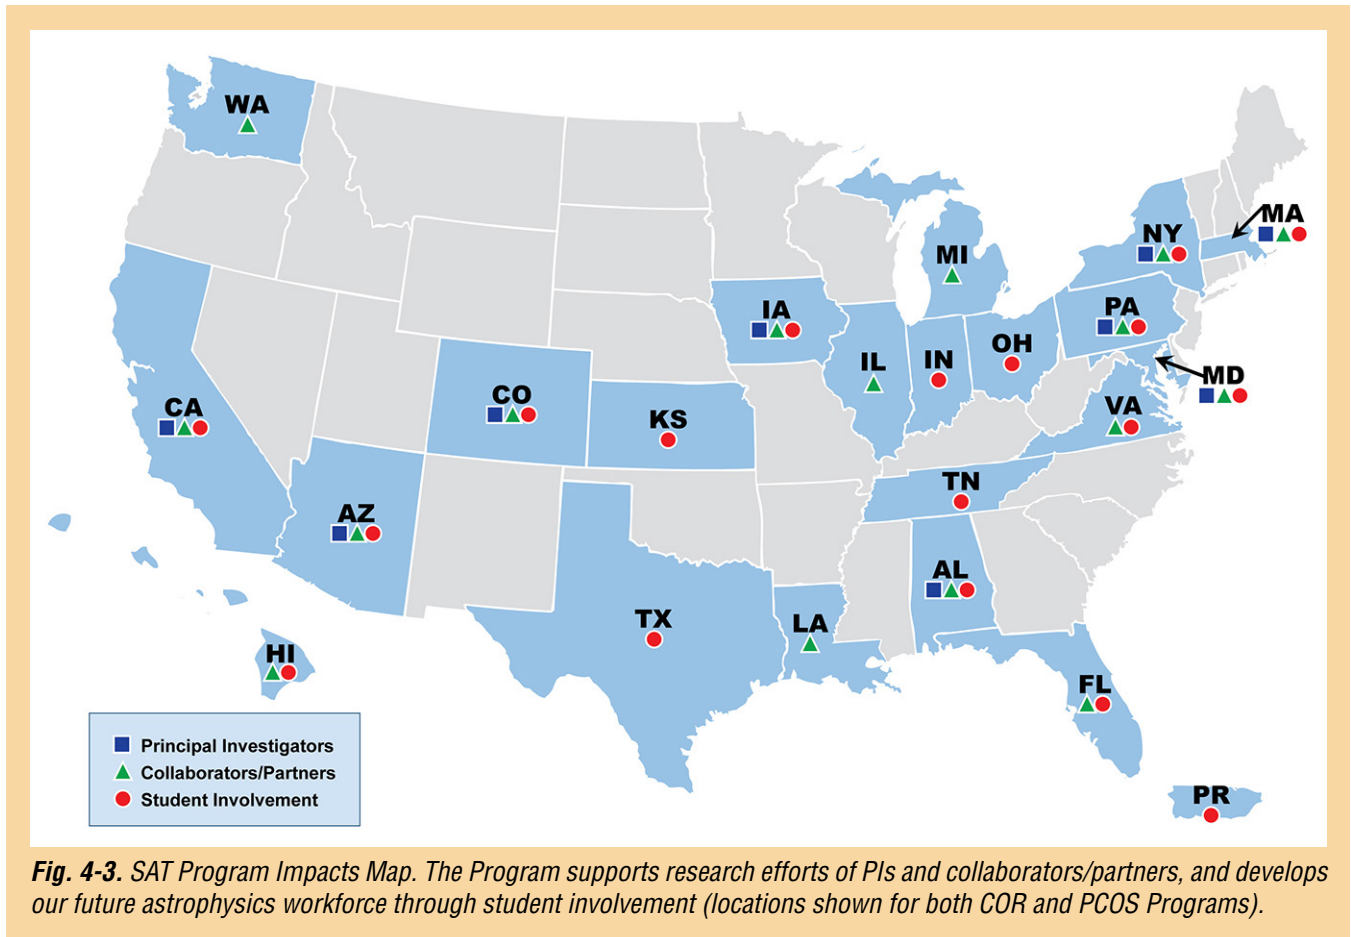 WA
MA
NY
MI
IA
PA
OH
IN
IL
MD
CO
VA
CA
KS
TN
AZ
AL
TX
LA
HI
FL
Principal Investigators
Collaborators/Partners
Student Involvement
PR
Fig. 4-3. SAT Program Impacts Map. The Program supports research efforts of PIs and collaborators/partners, and develops
our future astrophysics workforce through student involvement (locations shown for both COR and PCOS Programs).